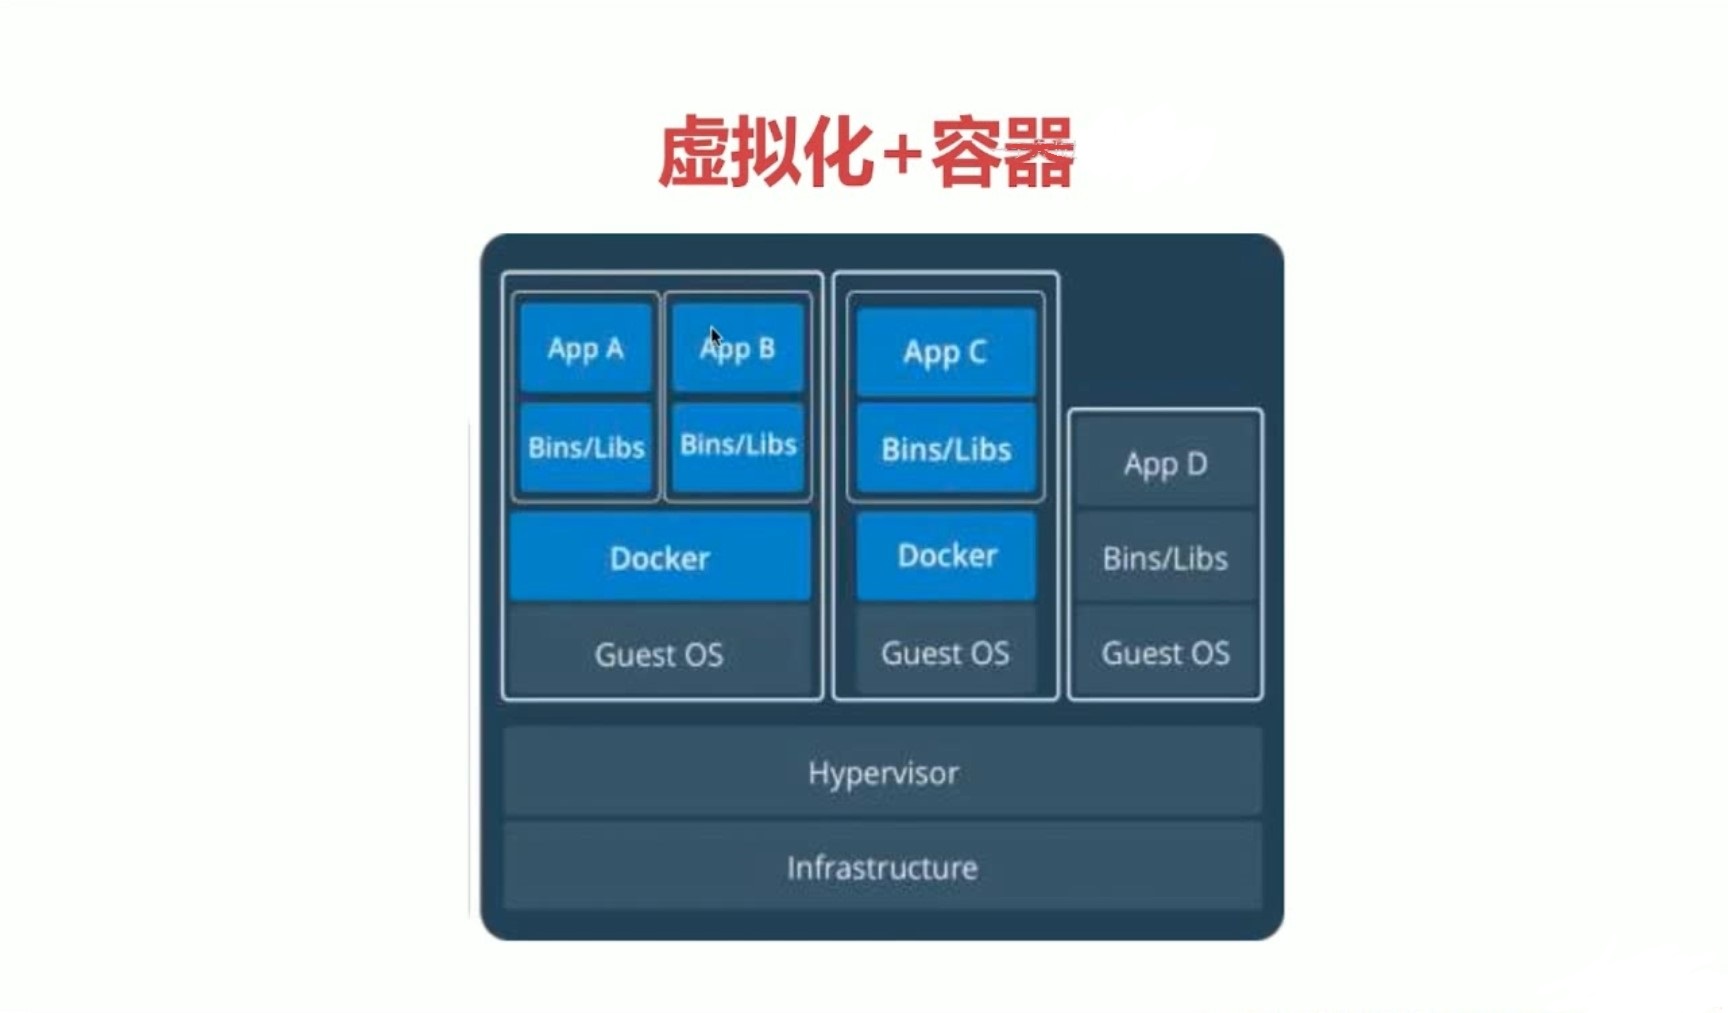 虚拟化+容器
App A
App B
App C
Bins/Libs
Bins/Libs
Bins/Libs
App D
Docker
Docker
Bins/Libs
Guest OS
Guest OS
Guest OS
Hypervisor
Infrastructure